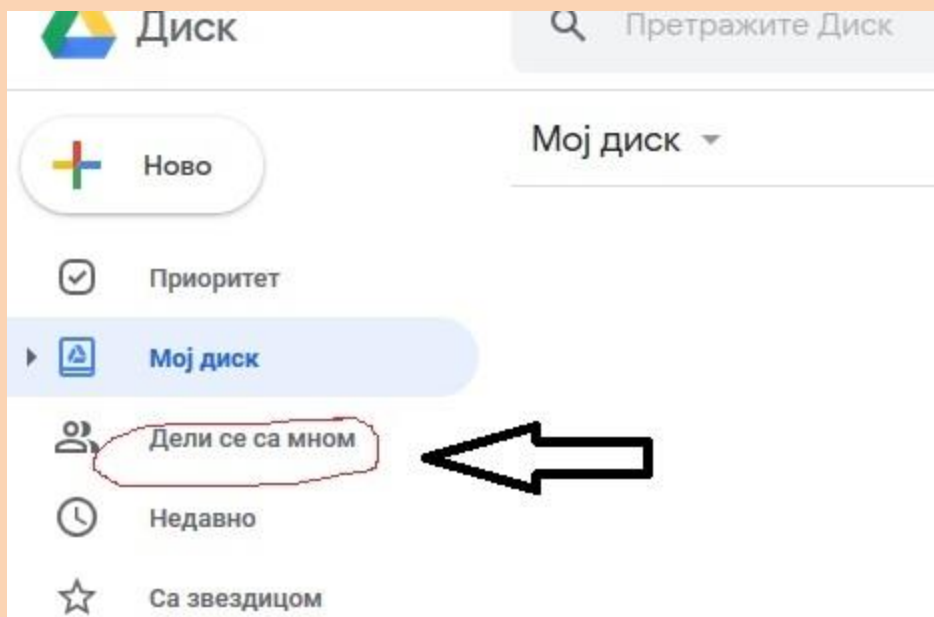 Диск
Претражите Диск
Ново
Мој диск
Приоритет
Мој диск
Дели се са мном
Недавно
Са звездицом